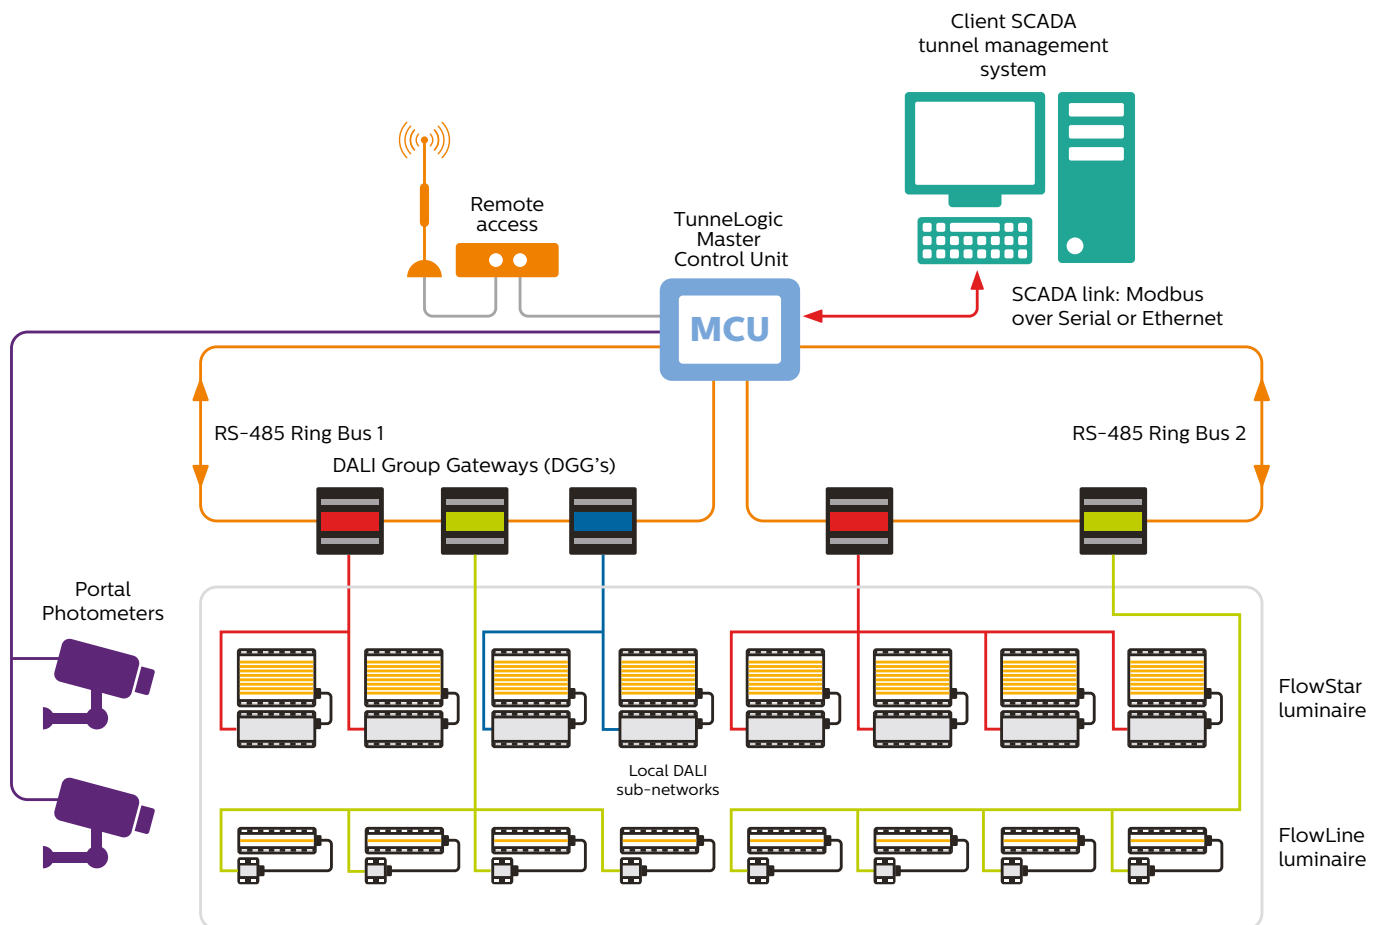 Client SCADA
tunnel management
system
Remote
access
TunneLogic
Master
Control Unit
MCU
SCADA link: Modbus
over Serial or Ethernet
RS-485 Ring Bus 1
RS-485 Ring Bus 2
DALI Group Gateways (DGG's)
Portal
Photometers
FlowStar
luminaire
Local DALI
sub-networks
FlowLine
luminaire